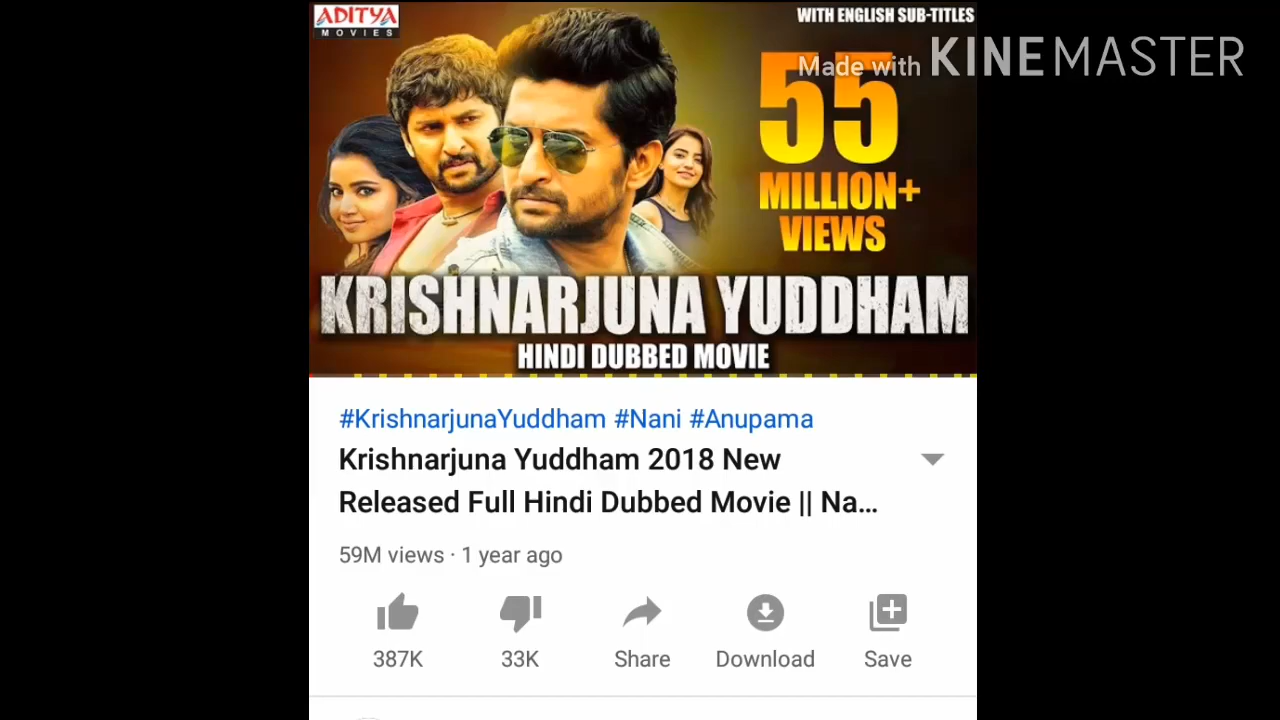 ADITYA
MOVIES
WITH ENGLISH SUB-TITLES
Made with KINEMASTER
55
MILLION+
VIEWS
KRISHNARJUNA YUDDHAM
HINDI DUBBED MOVIE
#KrishnarjunaYuddham #Nani #Anupama
Krishnarjuna Yuddham 2018 New
Released Full Hindi Dubbed Movie || Na...
59M views · 1 year ago
387K 33K Share Download Save